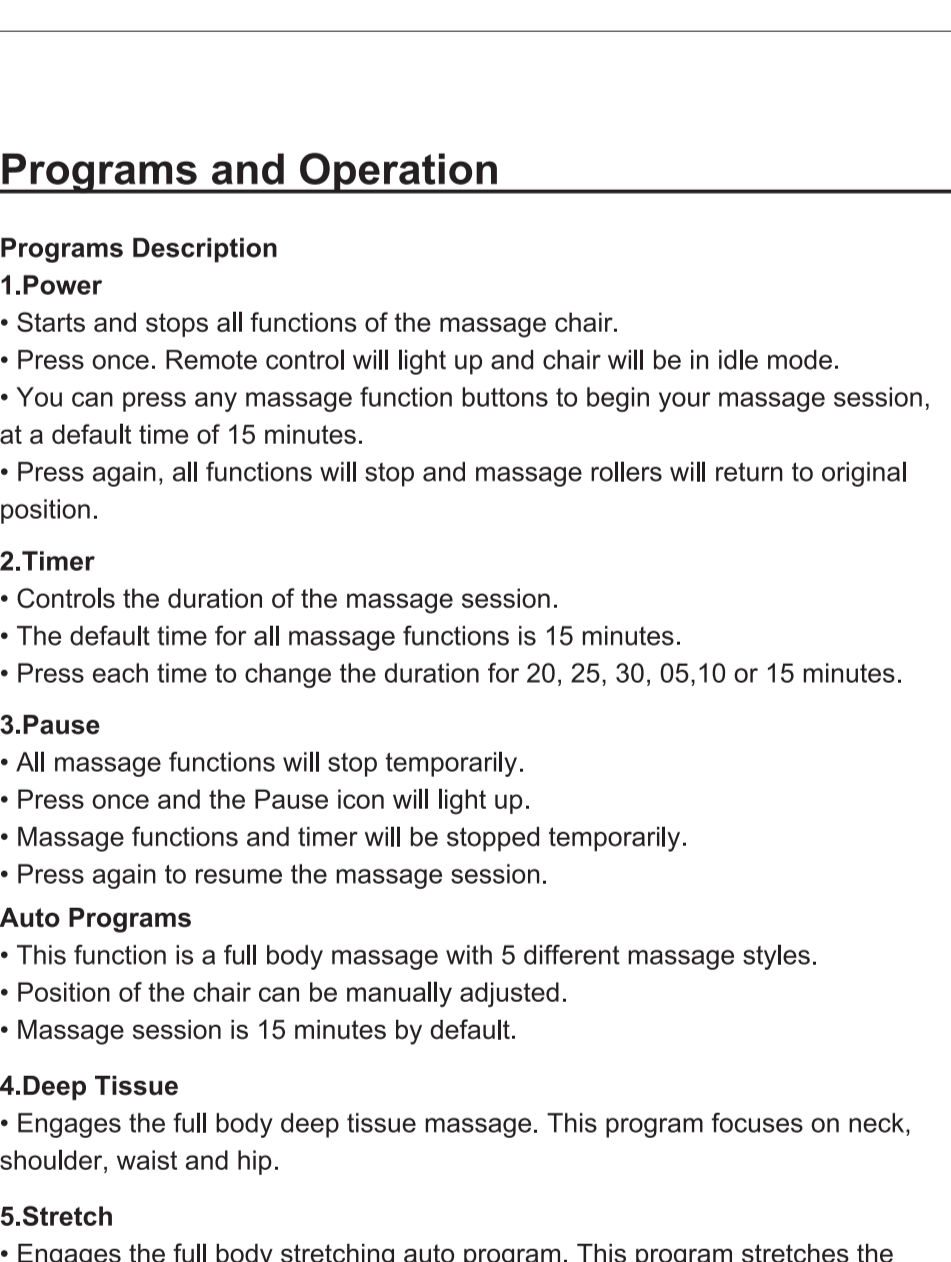 Programs and Operation
Programs Description
1.Power
• Starts and stops all functions of the massage chair.
• Press once. Remote control will light up and chair will be in idle mode.
• You can press any massage function buttons to begin your massage session,
at a default time of 15 minutes.
• Press again, all functions will stop and massage rollers will return to original
position.
2.Timer
• Controls the duration of the massage session.
• The default time for all massage functions is 15 minutes.
• Press each time to change the duration for 20, 25, 30, 05,10 or 15 minutes.
3.Pause
• All massage functions will stop temporarily.
• Press once and the Pause icon will light up.
• Massage functions and timer will be stopped temporarily.
• Press again to resume the massage session.
Auto Programs
• This function is a full body massage with 5 different massage styles.
• Position of the chair can be manually adjusted.
• Massage session is 15 minutes by default.
4.Deep Tissue
• Engages the full body deep tissue massage. This program focuses on neck,
shoulder, waist and hip.
5.Stretch
• Engages the full body stretching auto program. This program stretches the